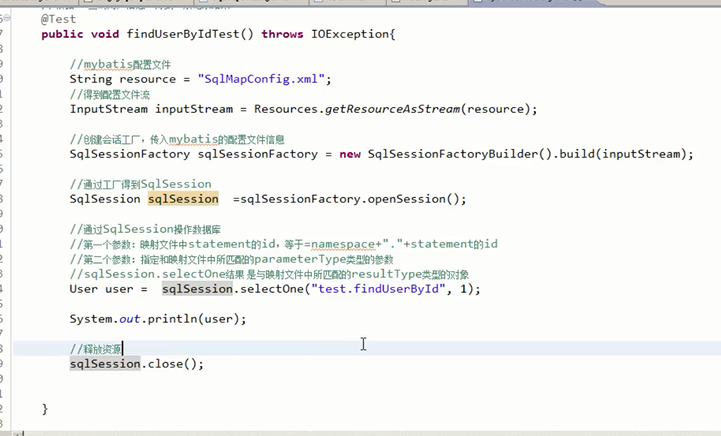 @Test
public void findUserByIdTest() throws IOException{
//mybatis配置文件
String resource = "SqlMapConfig.xml";
//得到配置文件流
InputStream inputStream = Resources.getResourceAsStream(resource);
//创建会话工厂，传入mybatis的配置文件信息
SqlSessionFactory sqlSessionFactory = new SqlSessionFactoryBuilder().build(inputStream);
//通过工厂得到SqlSession
SqlSession sqlSession  =sqlSessionFactory.openSession();
//通过SqlSession操作数据库
//第一个参数：映射文件中statement的id，等于=namespace+"."+statement的id
//第二个参数：指定和映射文件中所匹配的parameterType类型的参数
//sqlSession.selectOne结果 是与映射文件中所匹配的resultType类型的对象
User user =  sqlSession.selectOne("test.findUserById", 1);
System.out.println(user);
//释放资源
sqlSession.close();
}